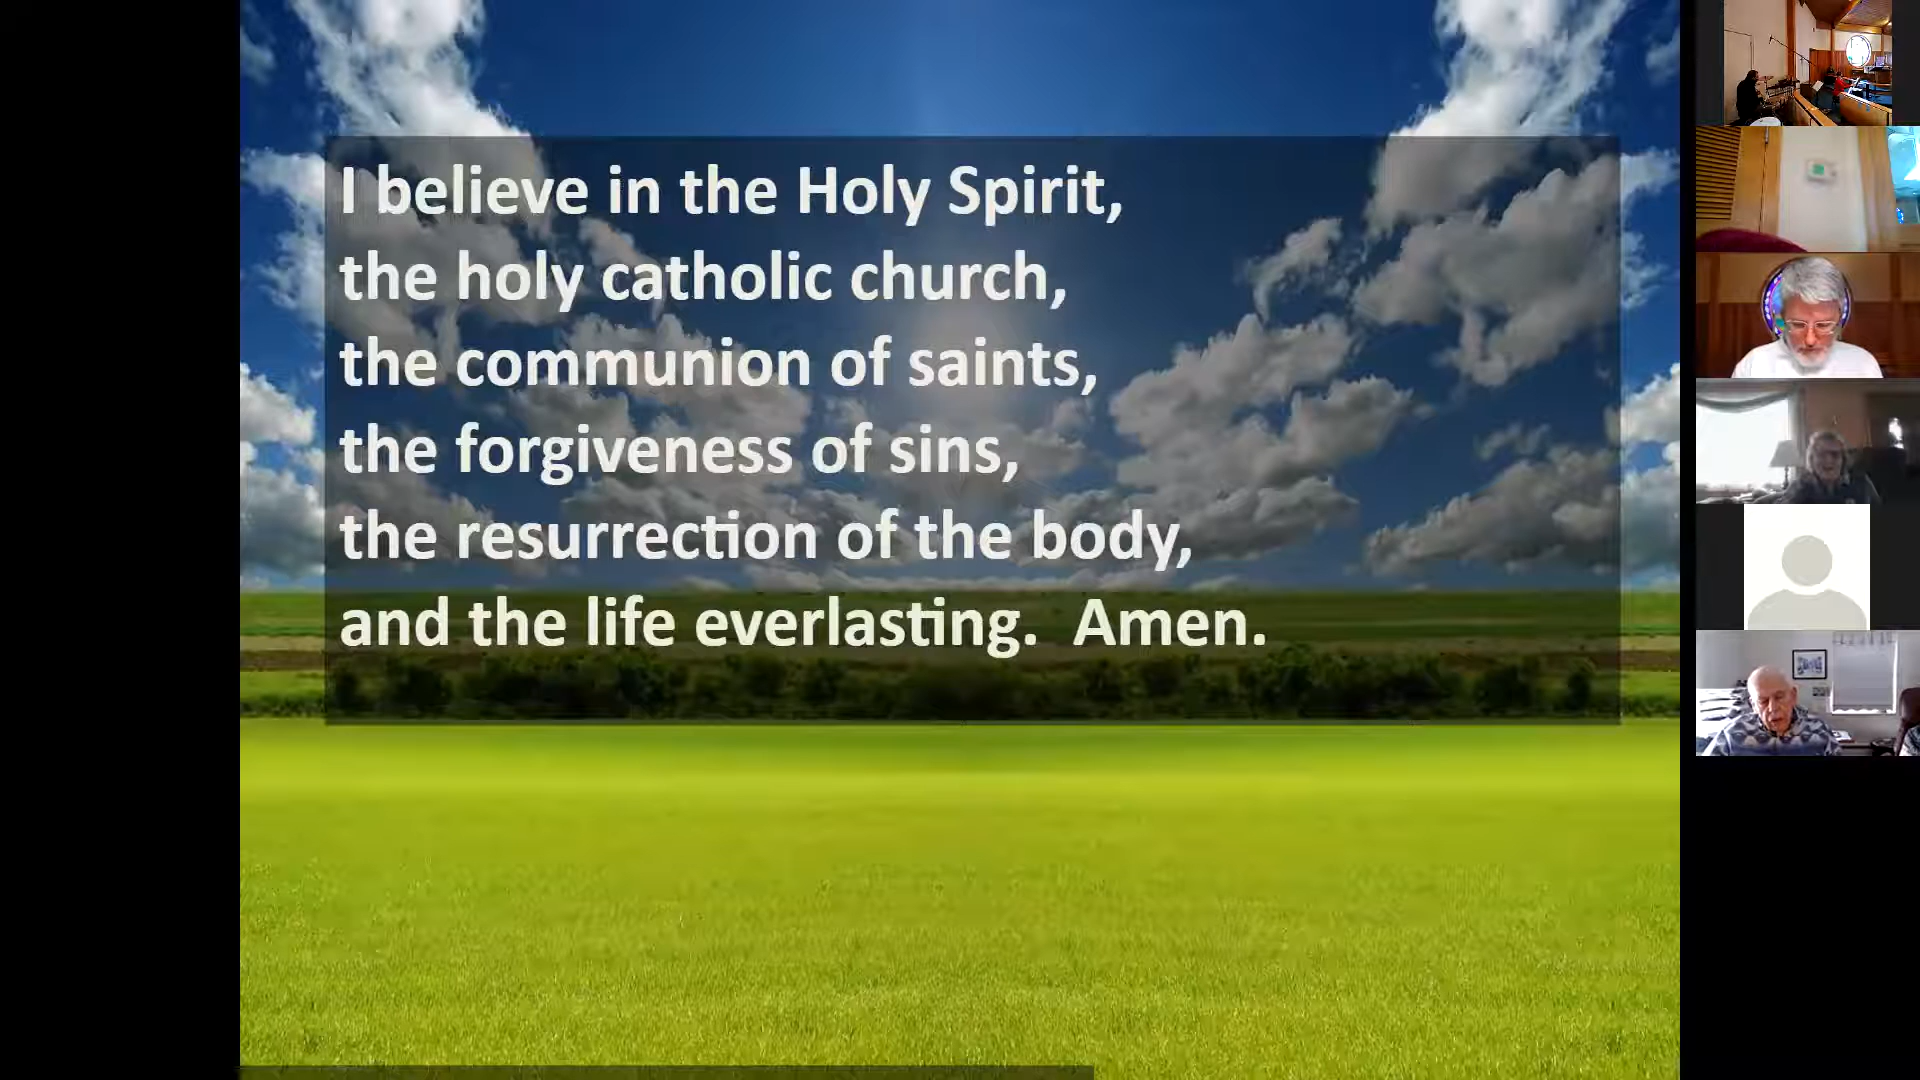 I believe in the Holy Spirit,
the holy catholic church,
the communion of saints,
the forgiveness of sins,
the resurrection of the body,
and the life everlasting.  Amen.